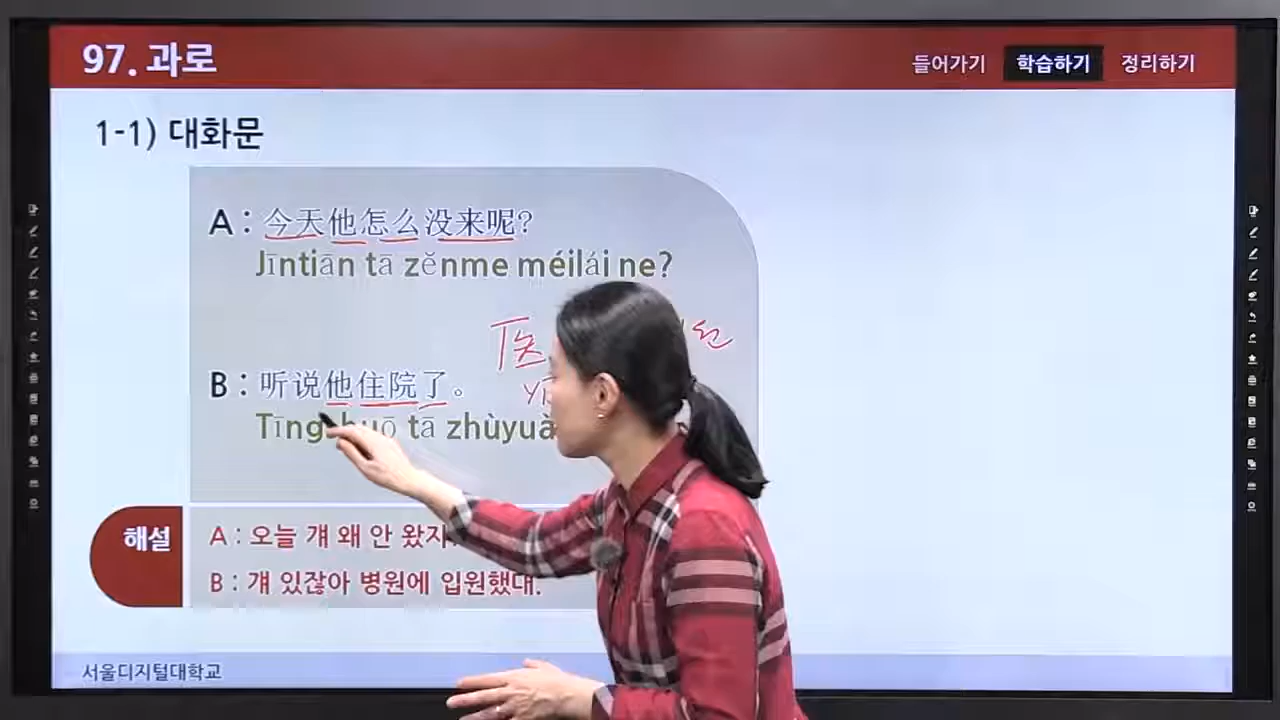 97. 과로
들어가기 학습하기 정리하기
1-1) 대화문
A : 今天他怎么没来呢?
Jīntiān tā zěnme méilái ne?
医
B : 听说他住院了。
tā zhùyuà
해설
A : 오늘 걔 왜 안 왔지
B : 걔 있잖아 병원에 입원했대.
서울디지털대학교